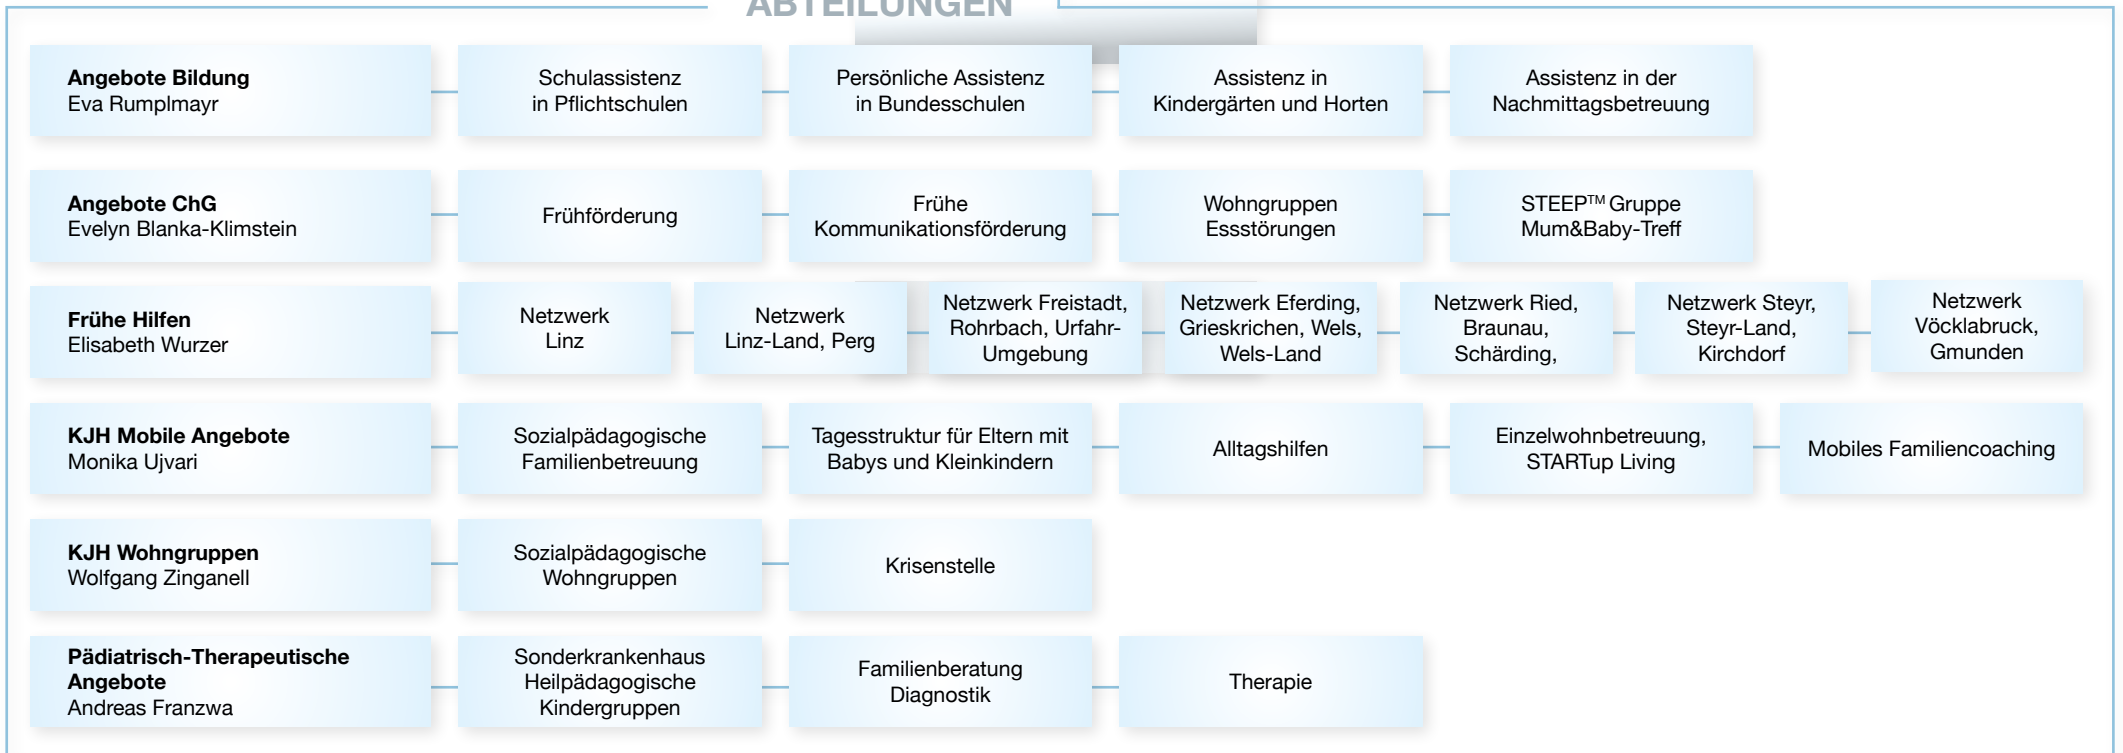 ABTEILUNGEN
Angebote Bildung
Eva Rumplmayr
Schulassistenz
in Pflichtschulen
Persönliche Assistenz
in Bundesschulen
Assistenz in
Kindergärten und Horten
Assistenz in der
Nachmittagsbetreuung
Angebote ChG
Evelyn Blanka-Klimstein
Frühförderung
Frühe
Kommunikationsförderung
Wohngruppen
Essstörungen
STEEP™ Gruppe
Mum&Baby-Treff
Frühe Hilfen
Elisabeth Wurzer
Netzwerk
Linz
Netzwerk
Linz-Land, Perg
Netzwerk Freistadt,
Rohrbach, Urfahr-
Umgebung
Netzwerk Eferding,
Grieskrichen, Wels,
Wels-Land
Netzwerk Ried,
Braunau,
Schärding,
Netzwerk Steyr,
Steyr-Land,
Kirchdorf
Netzwerk
Vöcklabruck,
Gmunden
KJH Mobile Angebote
Monika Ujvari
Sozialpädagogische
Familienbetreuung
Tagesstruktur für Eltern mit
Babys und Kleinkindern
Alltagshilfen
Einzelwohnbetreuung,
STARTup Living
Mobiles Familiencoaching
KJH Wohngruppen
Wolfgang Zinganell
Sozialpädagogische
Wohngruppen
Krisenstelle
Pädiatrisch-Therapeutische
Angebote
Andreas Franzwa
Sonderkrankenhaus
Heilpädagogische
Kindergruppen
Familienberatung
Diagnostik
Therapie